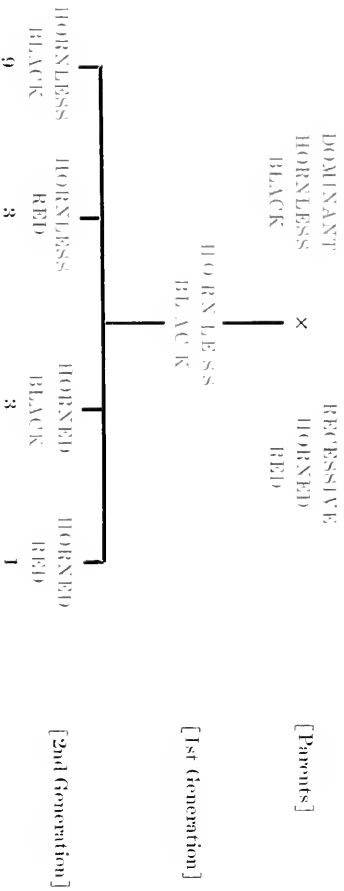 DOMINANT
HORNLESS
BLACK
×
RECESSIVE
HORNED
RED
[Parents]
HORNLESS
BLACK
[1st Generation]
HORNLESS
BLACK
9
HORNLESS
RED
3
HORNED
BLACK
3
HORNED
RED
1
[2nd Generation]